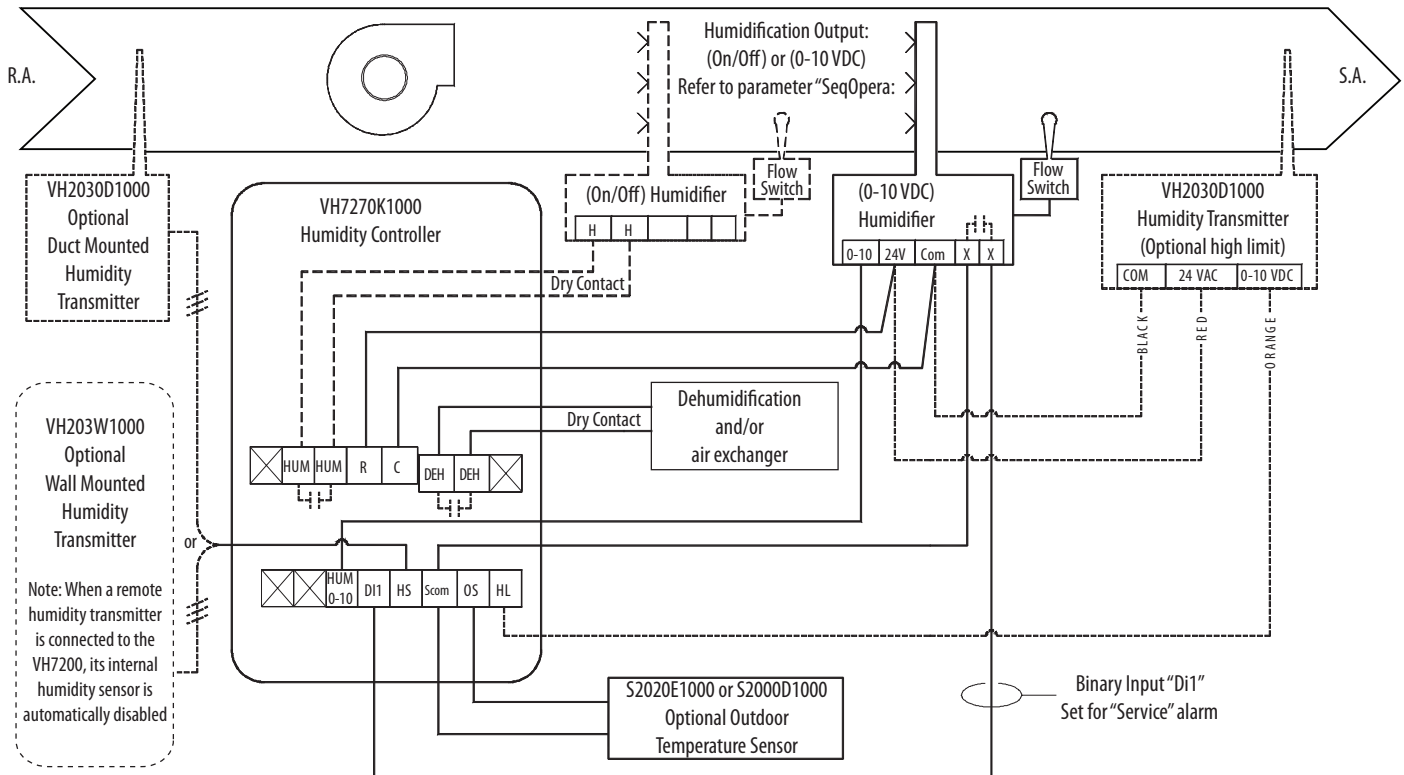 R.A.
Humidification Output:
(On/Off) or (0-10 VDC)
Refer to parameter “SeqOpera:
S.A.
VH2030D1000
Optional
Duct Mounted
Humidity
Transmitter
VH7270K1000
Humidity Controller
(On/Off) Humidifier
H H
Flow
Switch
(0-10 VDC)
Humidifier
0-10 24V Com X X
Flow
Switch
VH2030D1000
Humidity Transmitter
(Optional high limit)
COM 24 VAC 0-10 VDC
Dry Contact
BLACK
RED
ORANGE
VH203W1000
Optional
Wall Mounted
Humidity
Transmitter
Note: When a remote
humidity transmitter
is connected to the
VH7200, its internal
humidity sensor is
automatically disabled
or
Dry Contact
Dehumidification
and/or
air exchanger
HUM HUM R C DEH DEH
HUM
0-10 DI1 HS Scom OS HL
S2020E1000 or S2000D1000
Optional Outdoor
Temperature Sensor
Binary Input “Di1”
Set for “Service” alarm